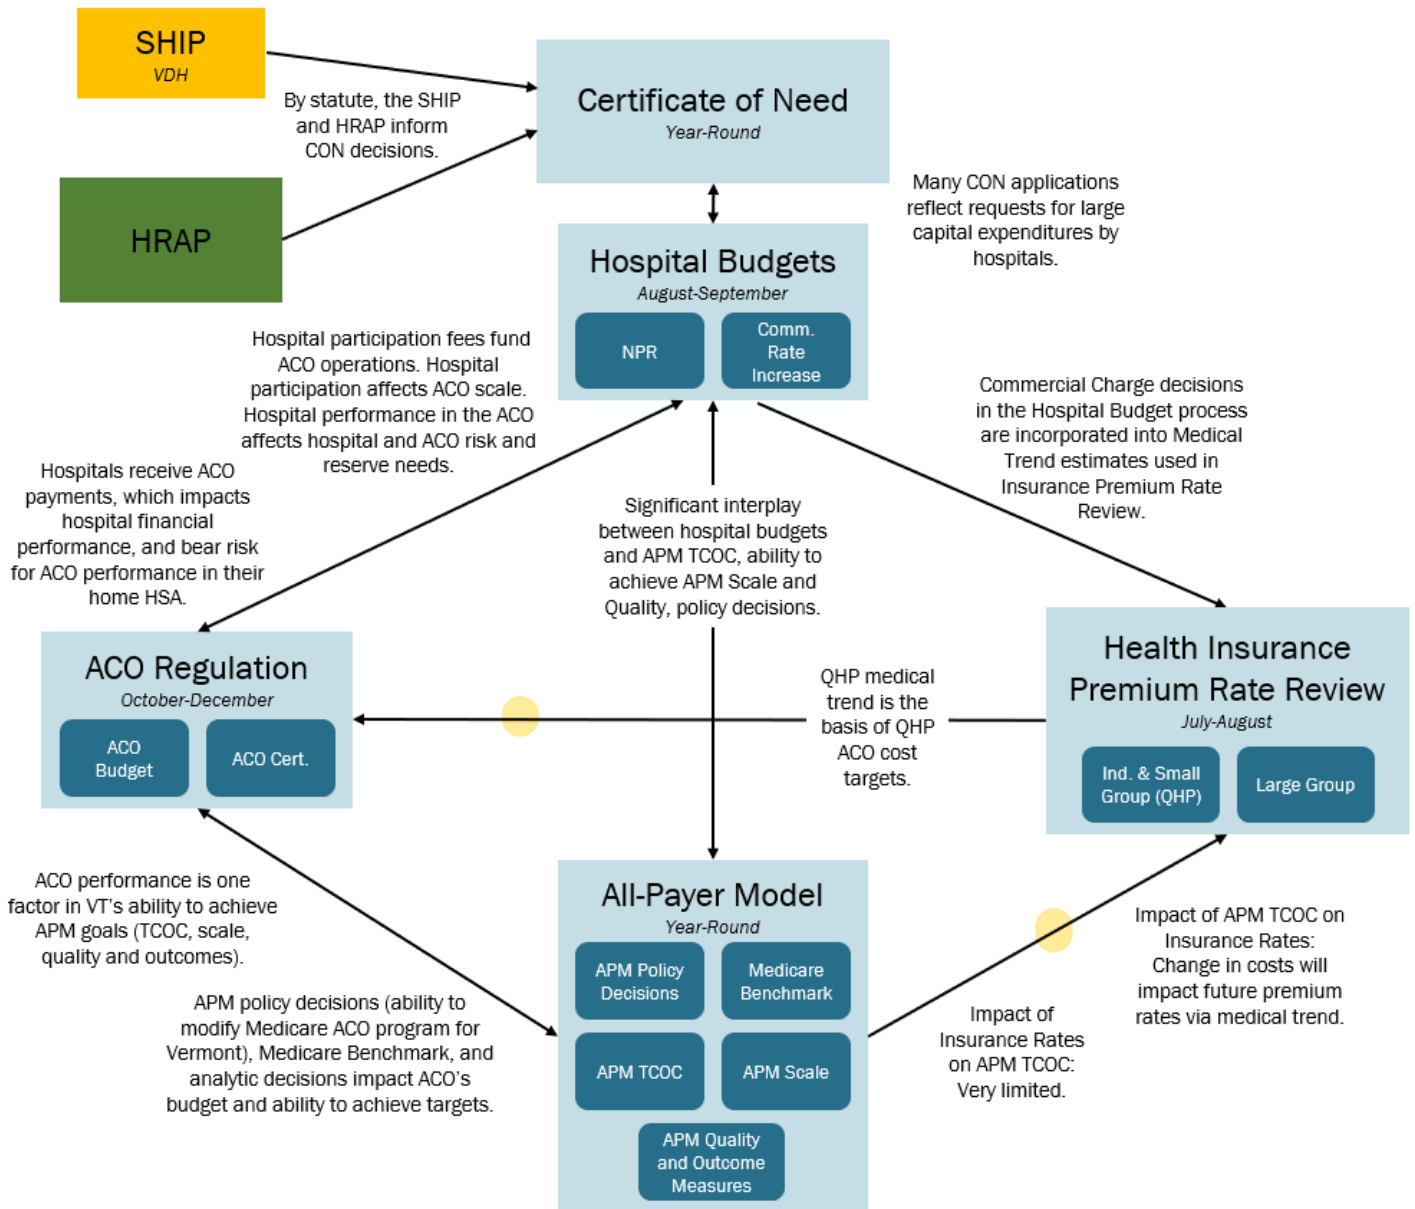 SHIP
VDH
By statute, the SHIP
and HRAP inform
CON decisions.
Certificate of Need
Year-Round
HRAP
Many CON applications
reflect requests for large
capital expenditures by
hospitals.
Hospital Budgets
August-September
NPR
Comm.
Rate
Increase
Hospital participation fees fund
ACO operations. Hospital
participation affects ACO scale.
Hospital performance in the ACO
affects hospital and ACO risk and
reserve needs.
Commercial Charge decisions
in the Hospital Budget process
are incorporated into Medical
Trend estimates used in
Insurance Premium Rate
Review.
Hospitals receive ACO
payments, which impacts
hospital financial
performance, and bear risk
for ACO performance in their
home HSA.
Significant interplay
between hospital budgets
and APM TCOC, ability to
achieve APM Scale and
Quality, policy decisions.
ACO Regulation
October-December
ACO
Budget
ACO Cert.
QHP medical
trend is the
basis of QHP
ACO cost
targets.
Health Insurance
Premium Rate Review
July-August
Ind. & Small
Group (QHP)
Large Group
ACO performance is one
factor in VT's ability to achieve
APM goals (TCOC, scale,
quality and outcomes).
APM policy decisions (ability to
modify Medicare ACO program for
Vermont), Medicare Benchmark, and
analytic decisions impact ACO's
budget and ability to achieve targets.
All-Payer Model
Year-Round
APM Policy
Decisions
Medicare
Benchmark
APM TCOC
APM Scale
APM Quality
and Outcome
Measures
Impact of
Insurance Rates
on APM TCOC:
Very limited.
Impact of APM TCOC on
Insurance Rates:
Change in costs will
impact future premium
rates via medical trend.